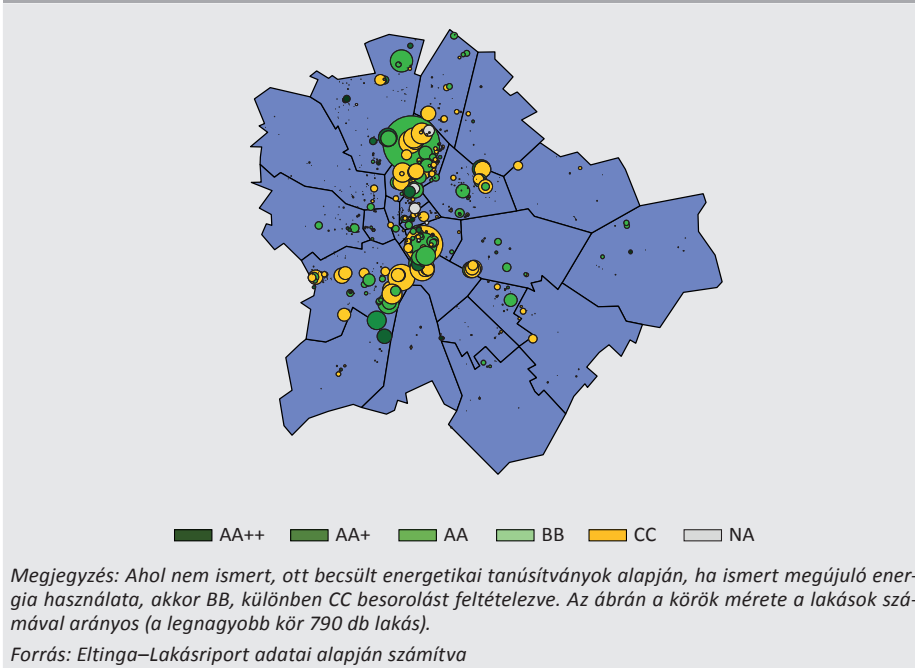 AA++ AA+ AA BB CC NA
Megjegyzés: Ahol nem ismert, ott becsült energetikai tanúsítványok alapján, ha ismert megújuló ener-
gia használata, akkor BB, különben CC besorolást feltételezve. Az ábrán a körök mérete a lakások szá-
mával arányos (a legnagyobb kör 790 db lakás).
Forrás: Eltinga–Lakásriport adatai alapján számítva